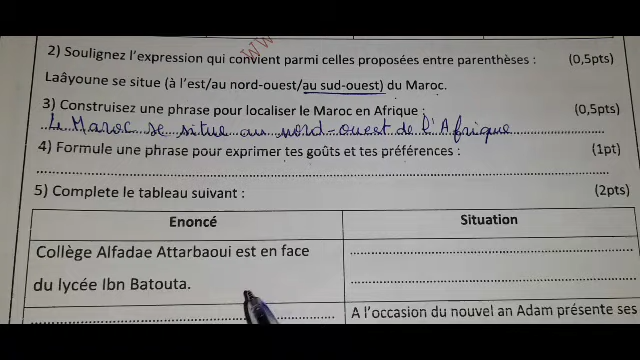 WW
2) Soulignez l'expression qui convient parmi celles proposées entre parenthèses : (0,5pts)
Laâyoune se situe (à l'est/au nord-ouest/au sud-ouest) du Maroc.
3) Construisez une phrase pour localiser le Maroc en Afrique : (0,5pts)
Le Maroc se situe au nord-ouest de l'Afrique
4) Formule une phrase pour exprimer tes goûts et tes préférences : (1pt)
5) Complete le tableau suivant : (2pts)
Enoncé Situation
Collège Alfadae Attarbaoui est en face
du lycée Ibn Batouta.
A l'occasion du nouvel an Adam présente ses